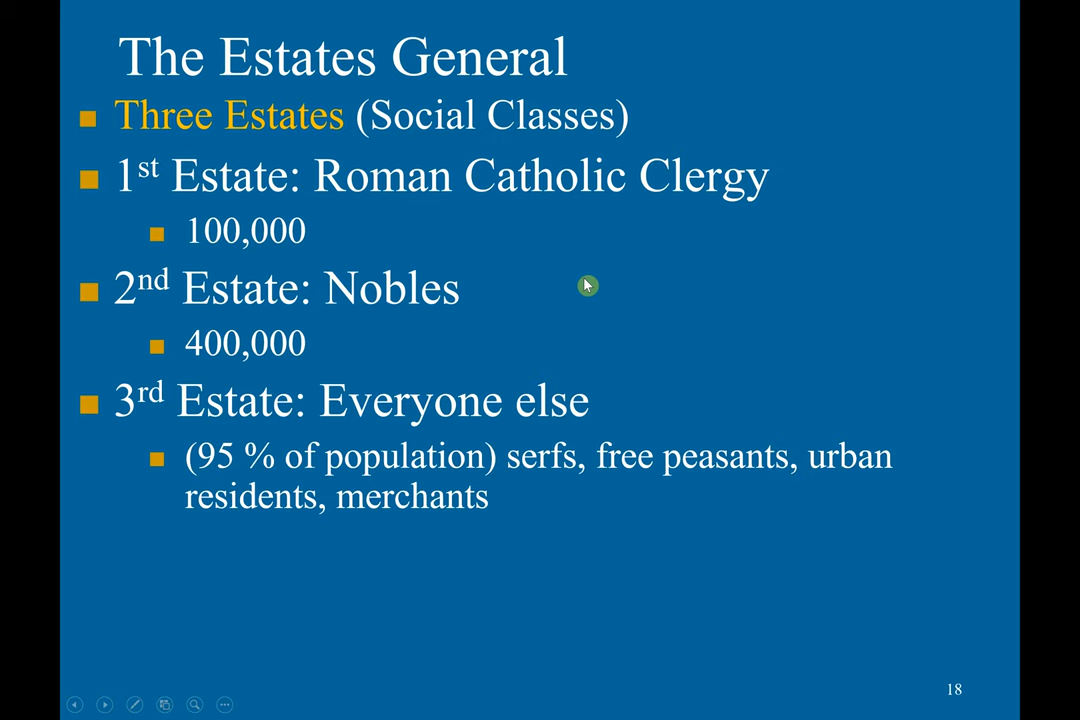 The Estates General
Three Estates (Social Classes)
1st Estate: Roman Catholic Clergy
100,000
2nd Estate: Nobles
400,000
3rd Estate: Everyone else
(95 % of population) serfs, free peasants, urban
residents, merchants
18